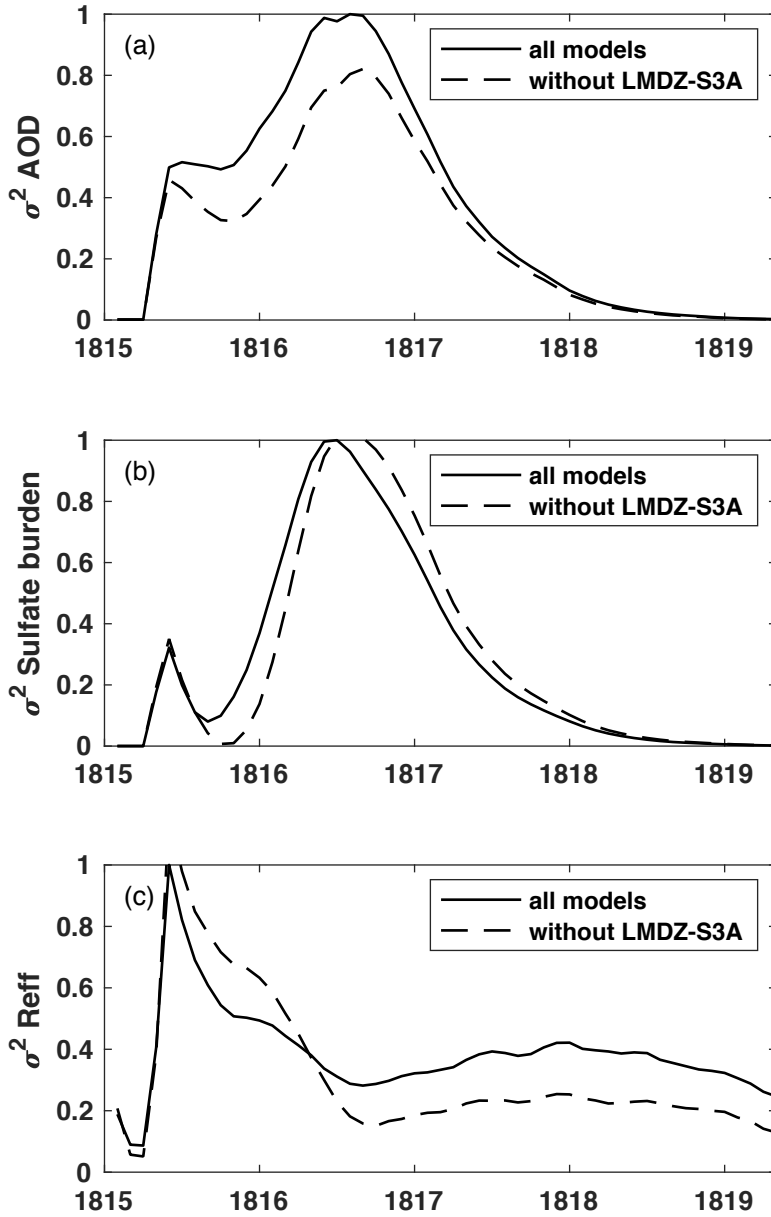 (a)
all models
without LMDZ-S3A
σ² AOD
1
0.8
0.6
0.4
0.2
0
1815 1816 1817 1818 1819
(b)
all models
without LMDZ-S3A
σ² Sulfate burden
1
0.8
0.6
0.4
0.2
0
1815 1816 1817 1818 1819
(c)
all models
without LMDZ-S3A
σ² Reff
1
0.8
0.6
0.4
0.2
0
1815 1816 1817 1818 1819